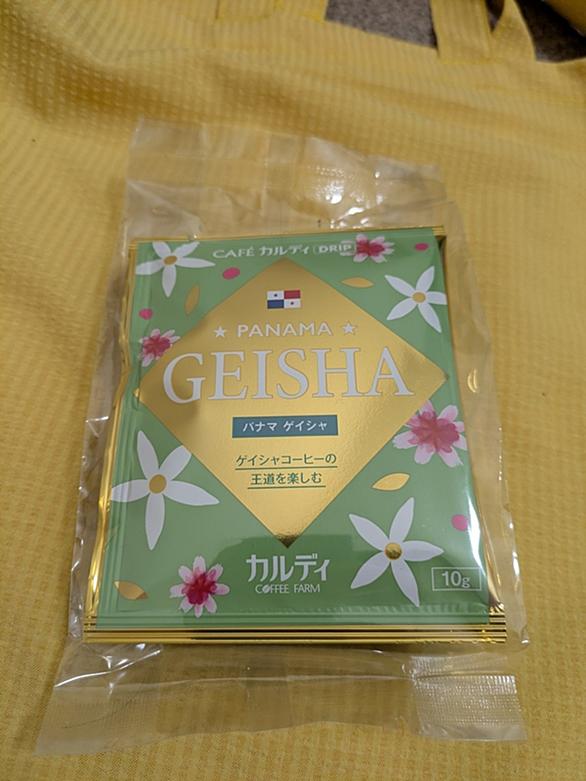 CAFÉ カルディ DRIP
PANAMA
GEISHA
パナマ ゲイシャ
ゲイシャコーヒーの
王道を楽しむ
カルディ
COFFEE FARM
10g